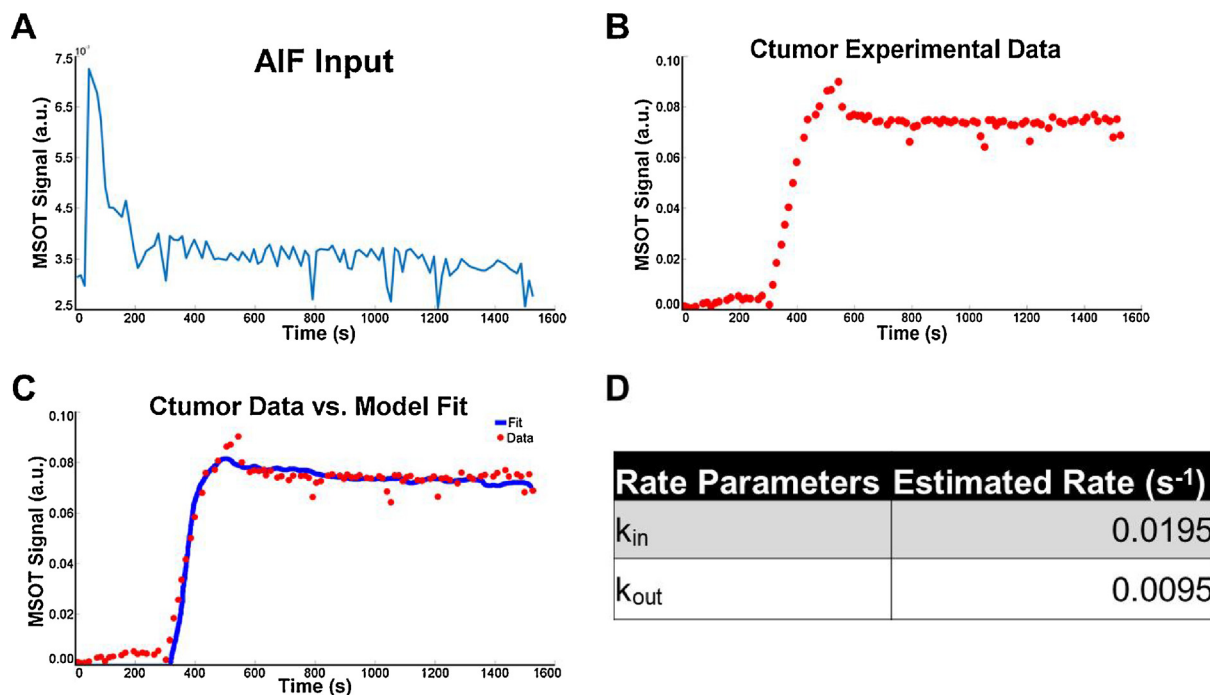 A
AIF Input
7.5
6.5
5.5
4.5
3.5
2.5
MSOT Signal (a.u.)
0 200 400 600 800 1000 1200 1400 1600
Time (s)
B
Ctumor Experimental Data
0.10
0.08
0.06
0.04
0.02
0.00
MSOT Signal (a.u.)
0 200 400 600 800 1000 1200 1400 1600
Time (s)
C
Ctumor Data vs. Model Fit
Fit
Data
0.10
0.08
0.06
0.04
0.02
0.00
MSOT Signal (a.u.)
0 200 400 600 800 1000 1200 1400 1600
Time (s)
D
Rate Parameters Estimated Rate (s⁻¹)
kin 0.0195
kout 0.0095